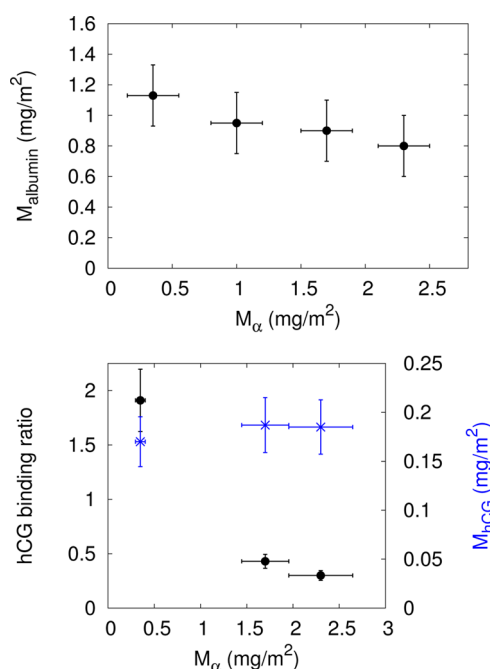 1.6
1.4
1.2
1
0.8
0.6
0.4
0.2
0
M_albumin (mg/m²)
0 0.5 1 1.5 2 2.5
M_α (mg/m²)
2 0.25
0.2
1.5 0.15
1 0.1
0.5 0.05
0 0
hCG binding ratio
M_hCG (mg/m²)
0 0.5 1 1.5 2 2.5 3
M_α (mg/m²)